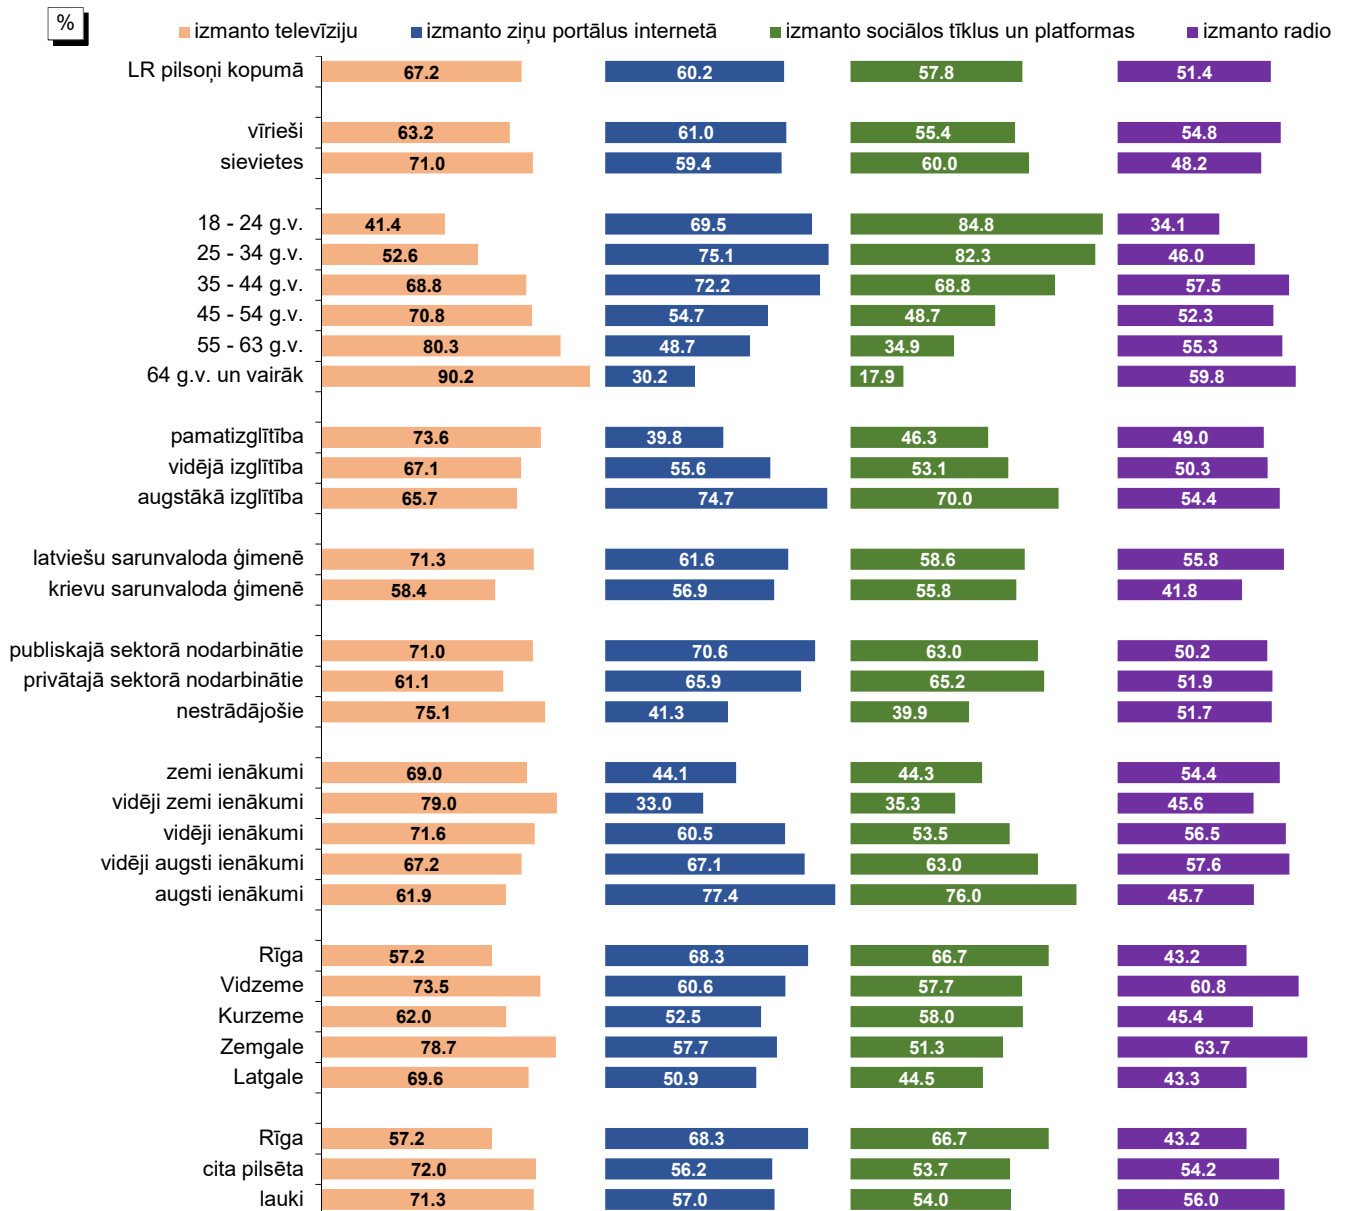 %
izmanto televīziju izmanto ziņu portālus internetā izmanto sociālos tīklus un platformas izmanto radio
LR pilsoņi kopumā 67.2 60.2 57.8 51.4
vīrieši 63.2 61.0 55.4 54.8
sievietes 71.0 59.4 60.0 48.2
18 - 24 g.v. 41.4 69.5 84.8 34.1
25 - 34 g.v. 52.6 75.1 82.3 46.0
35 - 44 g.v. 68.8 72.2 68.8 57.5
45 - 54 g.v. 70.8 54.7 48.7 52.3
55 - 63 g.v. 80.3 48.7 34.9 55.3
64 g.v. un vairāk 90.2 30.2 17.9 59.8
pamatizglītība 73.6 39.8 46.3 49.0
vidējā izglītība 67.1 55.6 53.1 50.3
augstākā izglītība 65.7 74.7 70.0 54.4
latviešu sarunvaloda ģimenē 71.3 61.6 58.6 55.8
krievu sarunvaloda ģimenē 58.4 56.9 55.8 41.8
publiskajā sektorā nodarbinātie 71.0 70.6 63.0 50.2
privātajā sektorā nodarbinātie 61.1 65.9 65.2 51.9
nestrādājošie 75.1 41.3 39.9 51.7
zemi ienākumi 69.0 44.1 44.3 54.4
vidēji zemi ienākumi 79.0 33.0 35.3 45.6
vidēji ienākumi 71.6 60.5 53.5 56.5
vidēji augsti ienākumi 67.2 67.1 63.0 57.6
augsti ienākumi 61.9 77.4 76.0 45.7
Rīga 57.2 68.3 66.7 43.2
Vidzeme 73.5 60.6 57.7 60.8
Kurzeme 62.0 52.5 58.0 45.4
Zemgale 78.7 57.7 51.3 63.7
Latgale 69.6 50.9 44.5 43.3
Rīga 57.2 68.3 66.7 43.2
cita pilsēta 72.0 56.2 53.7 54.2
lauki 71.3 57.0 54.0 56.0